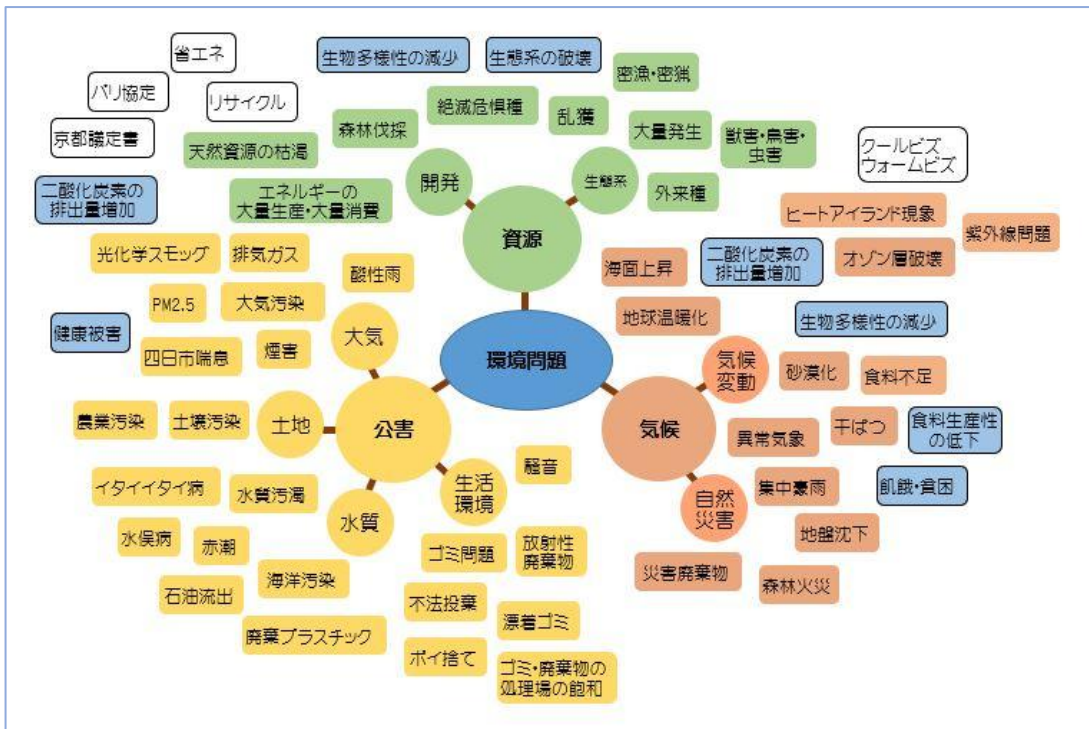 省エネ
パリ協定
リサイクル
京都議定書
生物多様性の減少
生態系の破壊
密漁・密猟
絶滅危惧種
乱獲
森林伐採
大量発生
獣害・鳥害・
虫害
天然資源の枯渇
開発
生態系
外来種
エネルギーの
大量生産・大量消費
資源
二酸化炭素の
排出量増加
クールビズ
ウォームビズ
ヒートアイランド現象
紫外線問題
二酸化炭素の
排出量増加
オゾン層破壊
海面上昇
地球温暖化
生物多様性の減少
気候
変動
砂漠化
食料不足
気候
異常気象
干ばつ
食料生産性
の低下
自然
災害
集中豪雨
飢餓・貧困
地盤沈下
災害廃棄物
森林火災
環境問題
光化学スモッグ
排気ガス
酸性雨
PM2.5
大気汚染
大気
健康被害
四日市喘息
煙害
農業汚染
土壌汚染
土地
公害
生活
環境
騒音
イタイイタイ病
水質汚濁
水質
水俣病
赤潮
海洋汚染
石油流出
廃棄プラスチック
ゴミ問題
放射性
廃棄物
不法投棄
漂着ゴミ
ポイ捨て
ゴミ・廃棄物の
処理場の飽和